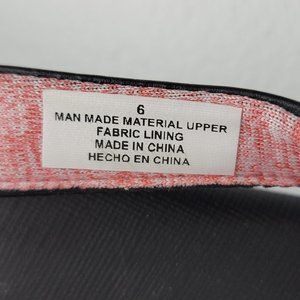 6
MAN MADE MATERIAL UPPER
FABRIC LINING
MADE IN CHINA
HECHO EN CHINA